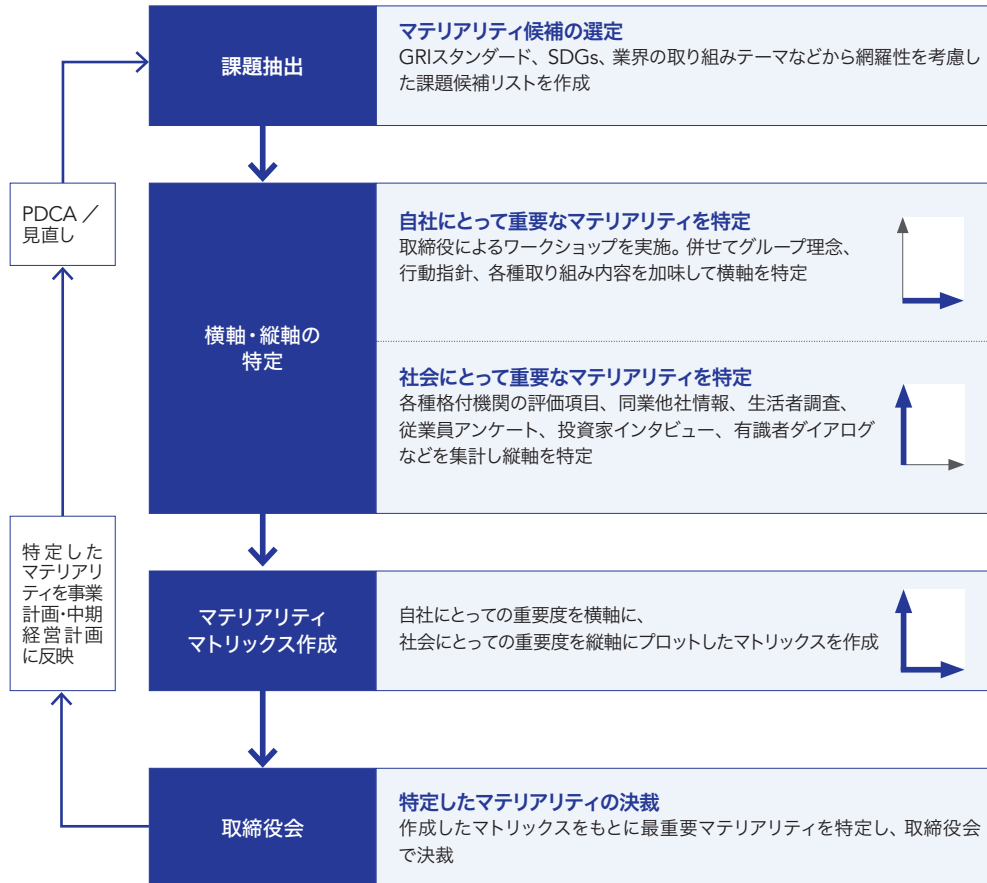 課題抽出
マテリアリティ候補の選定
GRIスタンダード、SDGs、業界の取り組みテーマなどから網羅性を考慮し
た課題候補リストを作成
PDCA ／
見直し
横軸・縦軸の
特定
自社にとって重要なマテリアリティを特定
取締役によるワークショップを実施。併せてグループ理念、
行動指針、各種取り組み内容を加味して横軸を特定
社会にとって重要なマテリアリティを特定
各種格付機関の評価項目、同業他社情報、生活者調査、
従業員アンケート、投資家インタビュー、有識者ダイアログ
などを集計し縦軸を特定
特定した
マテリアリ
ティを事業
計画・中期
経営計画
に反映
マテリアリティ
マトリックス作成
自社にとっての重要度を横軸に、
社会にとっての重要度を縦軸にプロットしたマトリックスを作成
取締役会
特定したマテリアリティの決裁
作成したマトリックスをもとに最重要マテリアリティを特定し、取締役会
で決裁